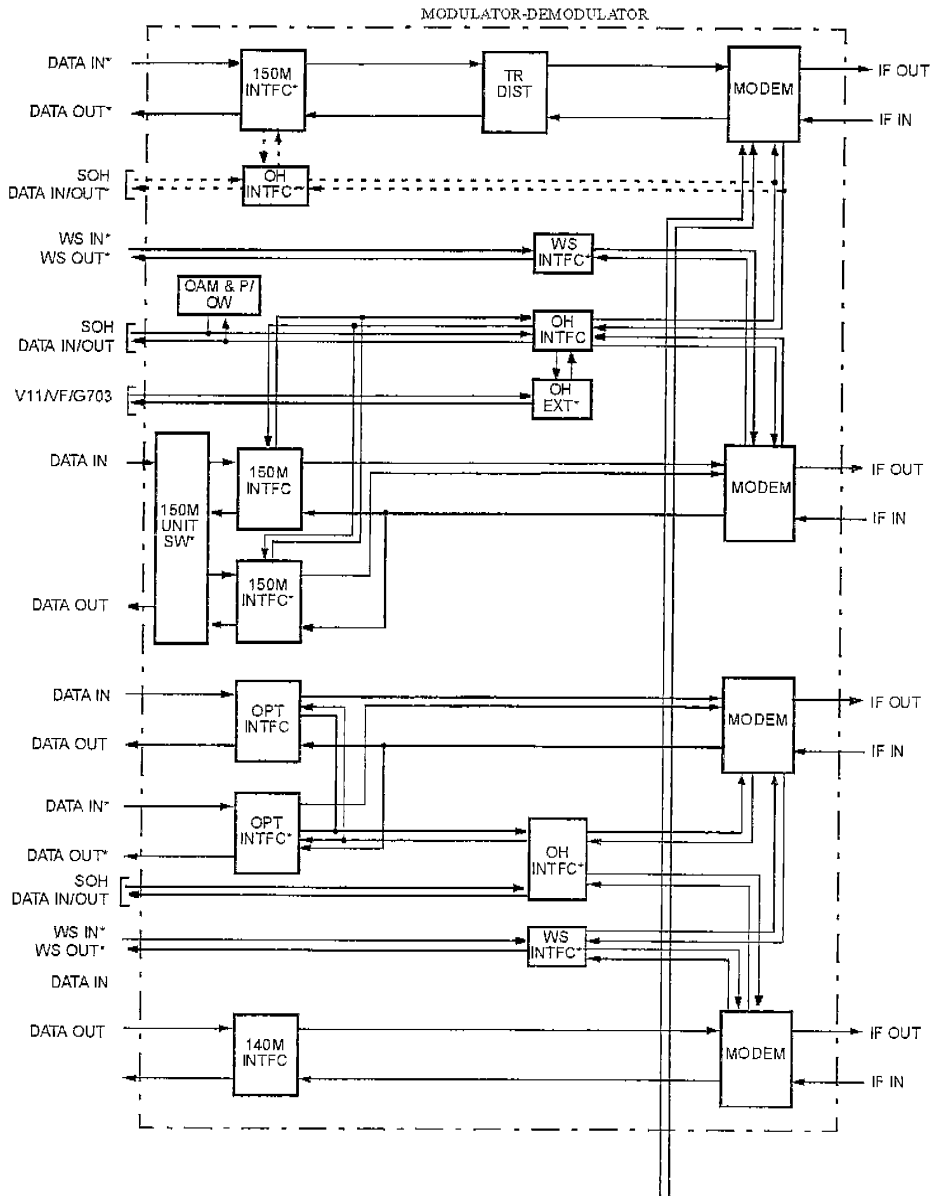 MODULATOR-DEMODULATOR
DATA IN*
150M
INTFC*
TR
DIST
MODEM
IF OUT
DATA OUT*
IF IN
SOH
DATA IN/OUT*
OH
INTFC*
WS IN*
WS OUT*
WS
INTFC*
OAM & P/
OW
SOH
DATA IN/OUT
OH
INTFC
V11/VF/G703
OH
EXT*
DATA IN
150M
UNIT
SW*
150M
INTFC
MODEM
IF OUT
IF IN
150M
INTFC*
DATA OUT
DATA IN
OPT
INTFC
MODEM
IF OUT
DATA OUT
IF IN
DATA IN*
OPT
INTFC*
OH
INTFC*
DATA OUT*
SOH
DATA IN/OUT
WS IN*
WS OUT*
WS
INTFC*
DATA IN
DATA OUT
140M
INTFC
MODEM
IF OUT
IF IN